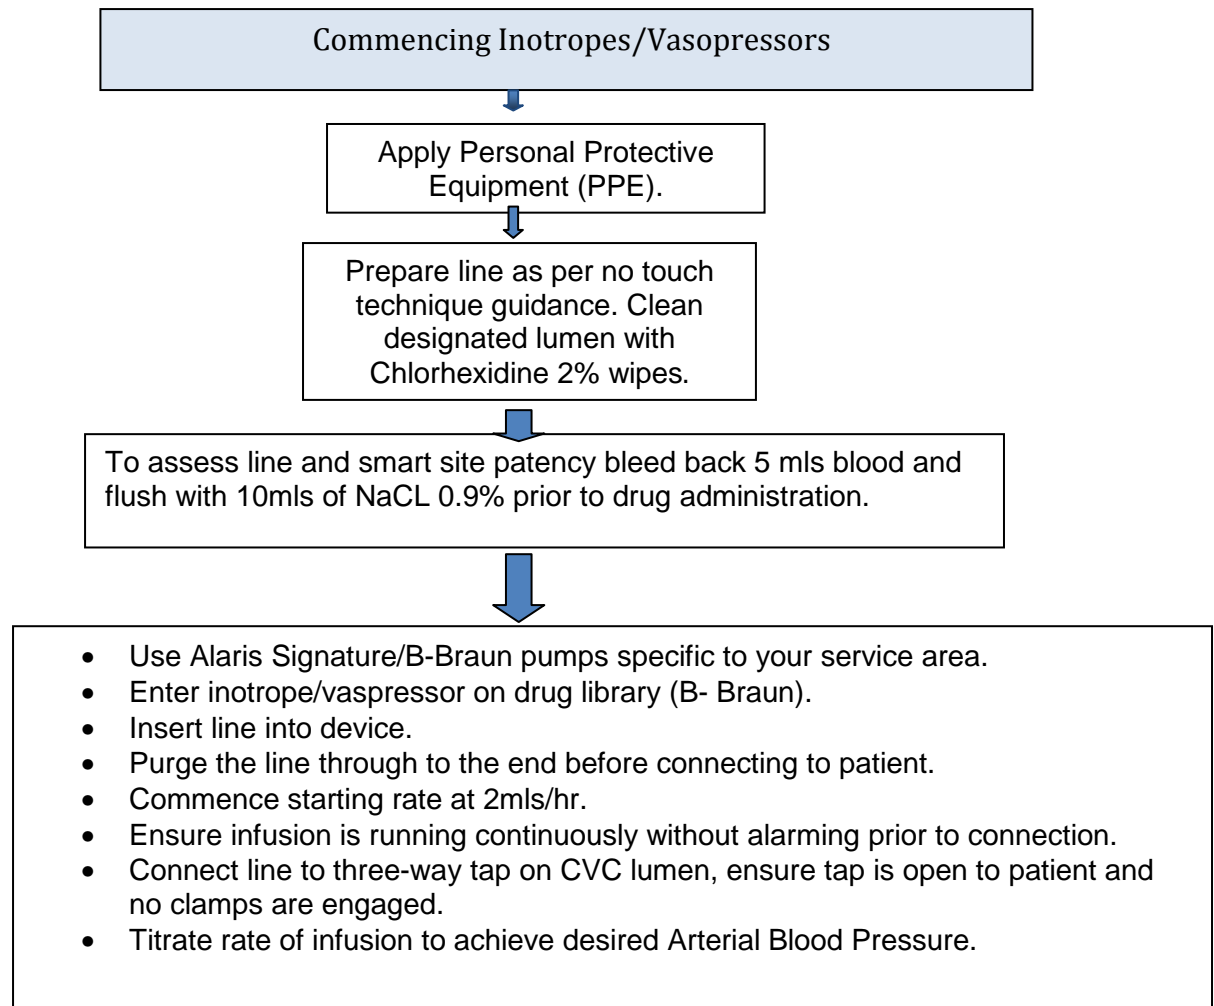 Commencing Inotropes/Vasopressors
Apply Personal Protective
Equipment (PPE).
Prepare line as per no touch
technique guidance. Clean
designated lumen with
Chlorhexidine 2% wipes.
To assess line and smart site patency bleed back 5 mls blood and
flush with 10mls of NaCL 0.9% prior to drug administration.
• Use Alaris Signature/B-Braun pumps specific to your service area.
• Enter inotrope/vaspressor on drug library (B- Braun).
• Insert line into device.
• Purge the line through to the end before connecting to patient.
• Commence starting rate at 2mls/hr.
• Ensure infusion is running continuously without alarming prior to connection.
• Connect line to three-way tap on CVC lumen, ensure tap is open to patient and
no clamps are engaged.
• Titrate rate of infusion to achieve desired Arterial Blood Pressure.